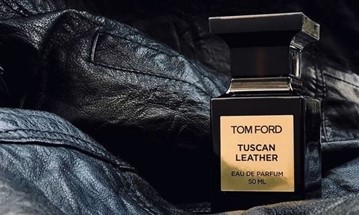 TOM FORD
TUSCAN
LEATHER
EAU DE PARFUM
50 ML